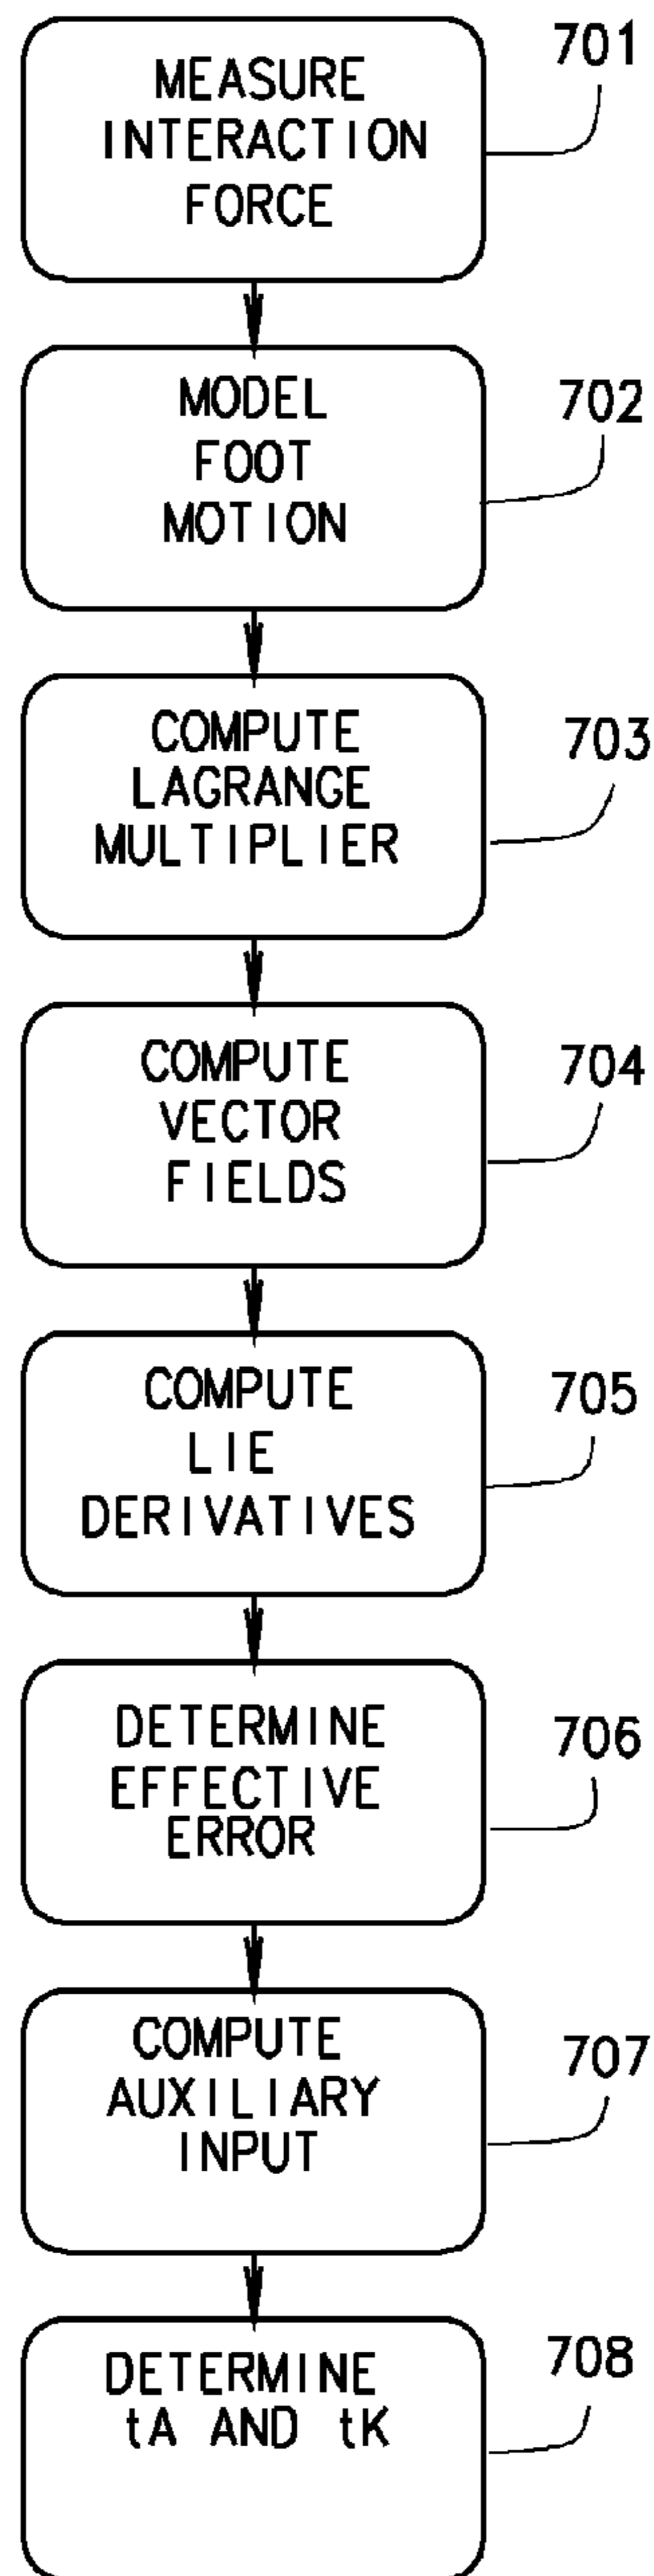 MEASURE
INTERACTION
FORCE
701
MODEL
FOOT
MOTION
702
COMPUTE
LAGRANGE
MULTIPLIER
703
COMPUTE
VECTOR
FIELDS
704
COMPUTE
LIE
DERIVATIVES
705
DETERMINE
EFFECTIVE
ERROR
706
COMPUTE
AUXILIARY
INPUT
707
DETERMINE
tA AND tK
708